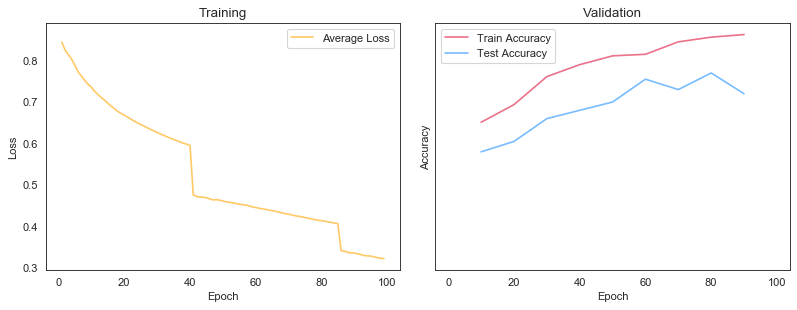 Training
Average Loss
Loss
0.8
0.7
0.6
0.5
0.4
0.3
0 20 40 60 80 100
Epoch
Validation
Train Accuracy
Test Accuracy
Accuracy
0 20 40 60 80 100
Epoch